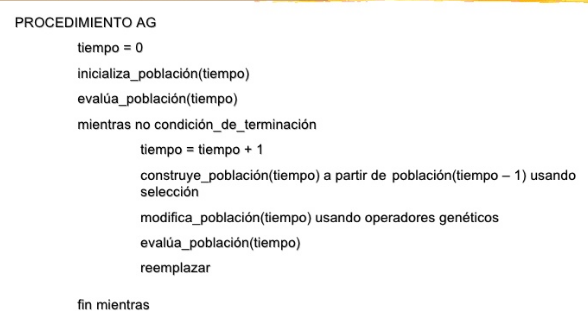 PROCEDIMIENTO AG
tiempo = 0
inicializa_población(tiempo)
evalúa_población(tiempo)
mientras no condición_de_terminación
tiempo = tiempo + 1
construye_población(tiempo) a partir de población(tiempo – 1) usando
selección
modifica_población(tiempo) usando operadores genéticos
evalúa_población(tiempo)
reemplazar
fin mientras